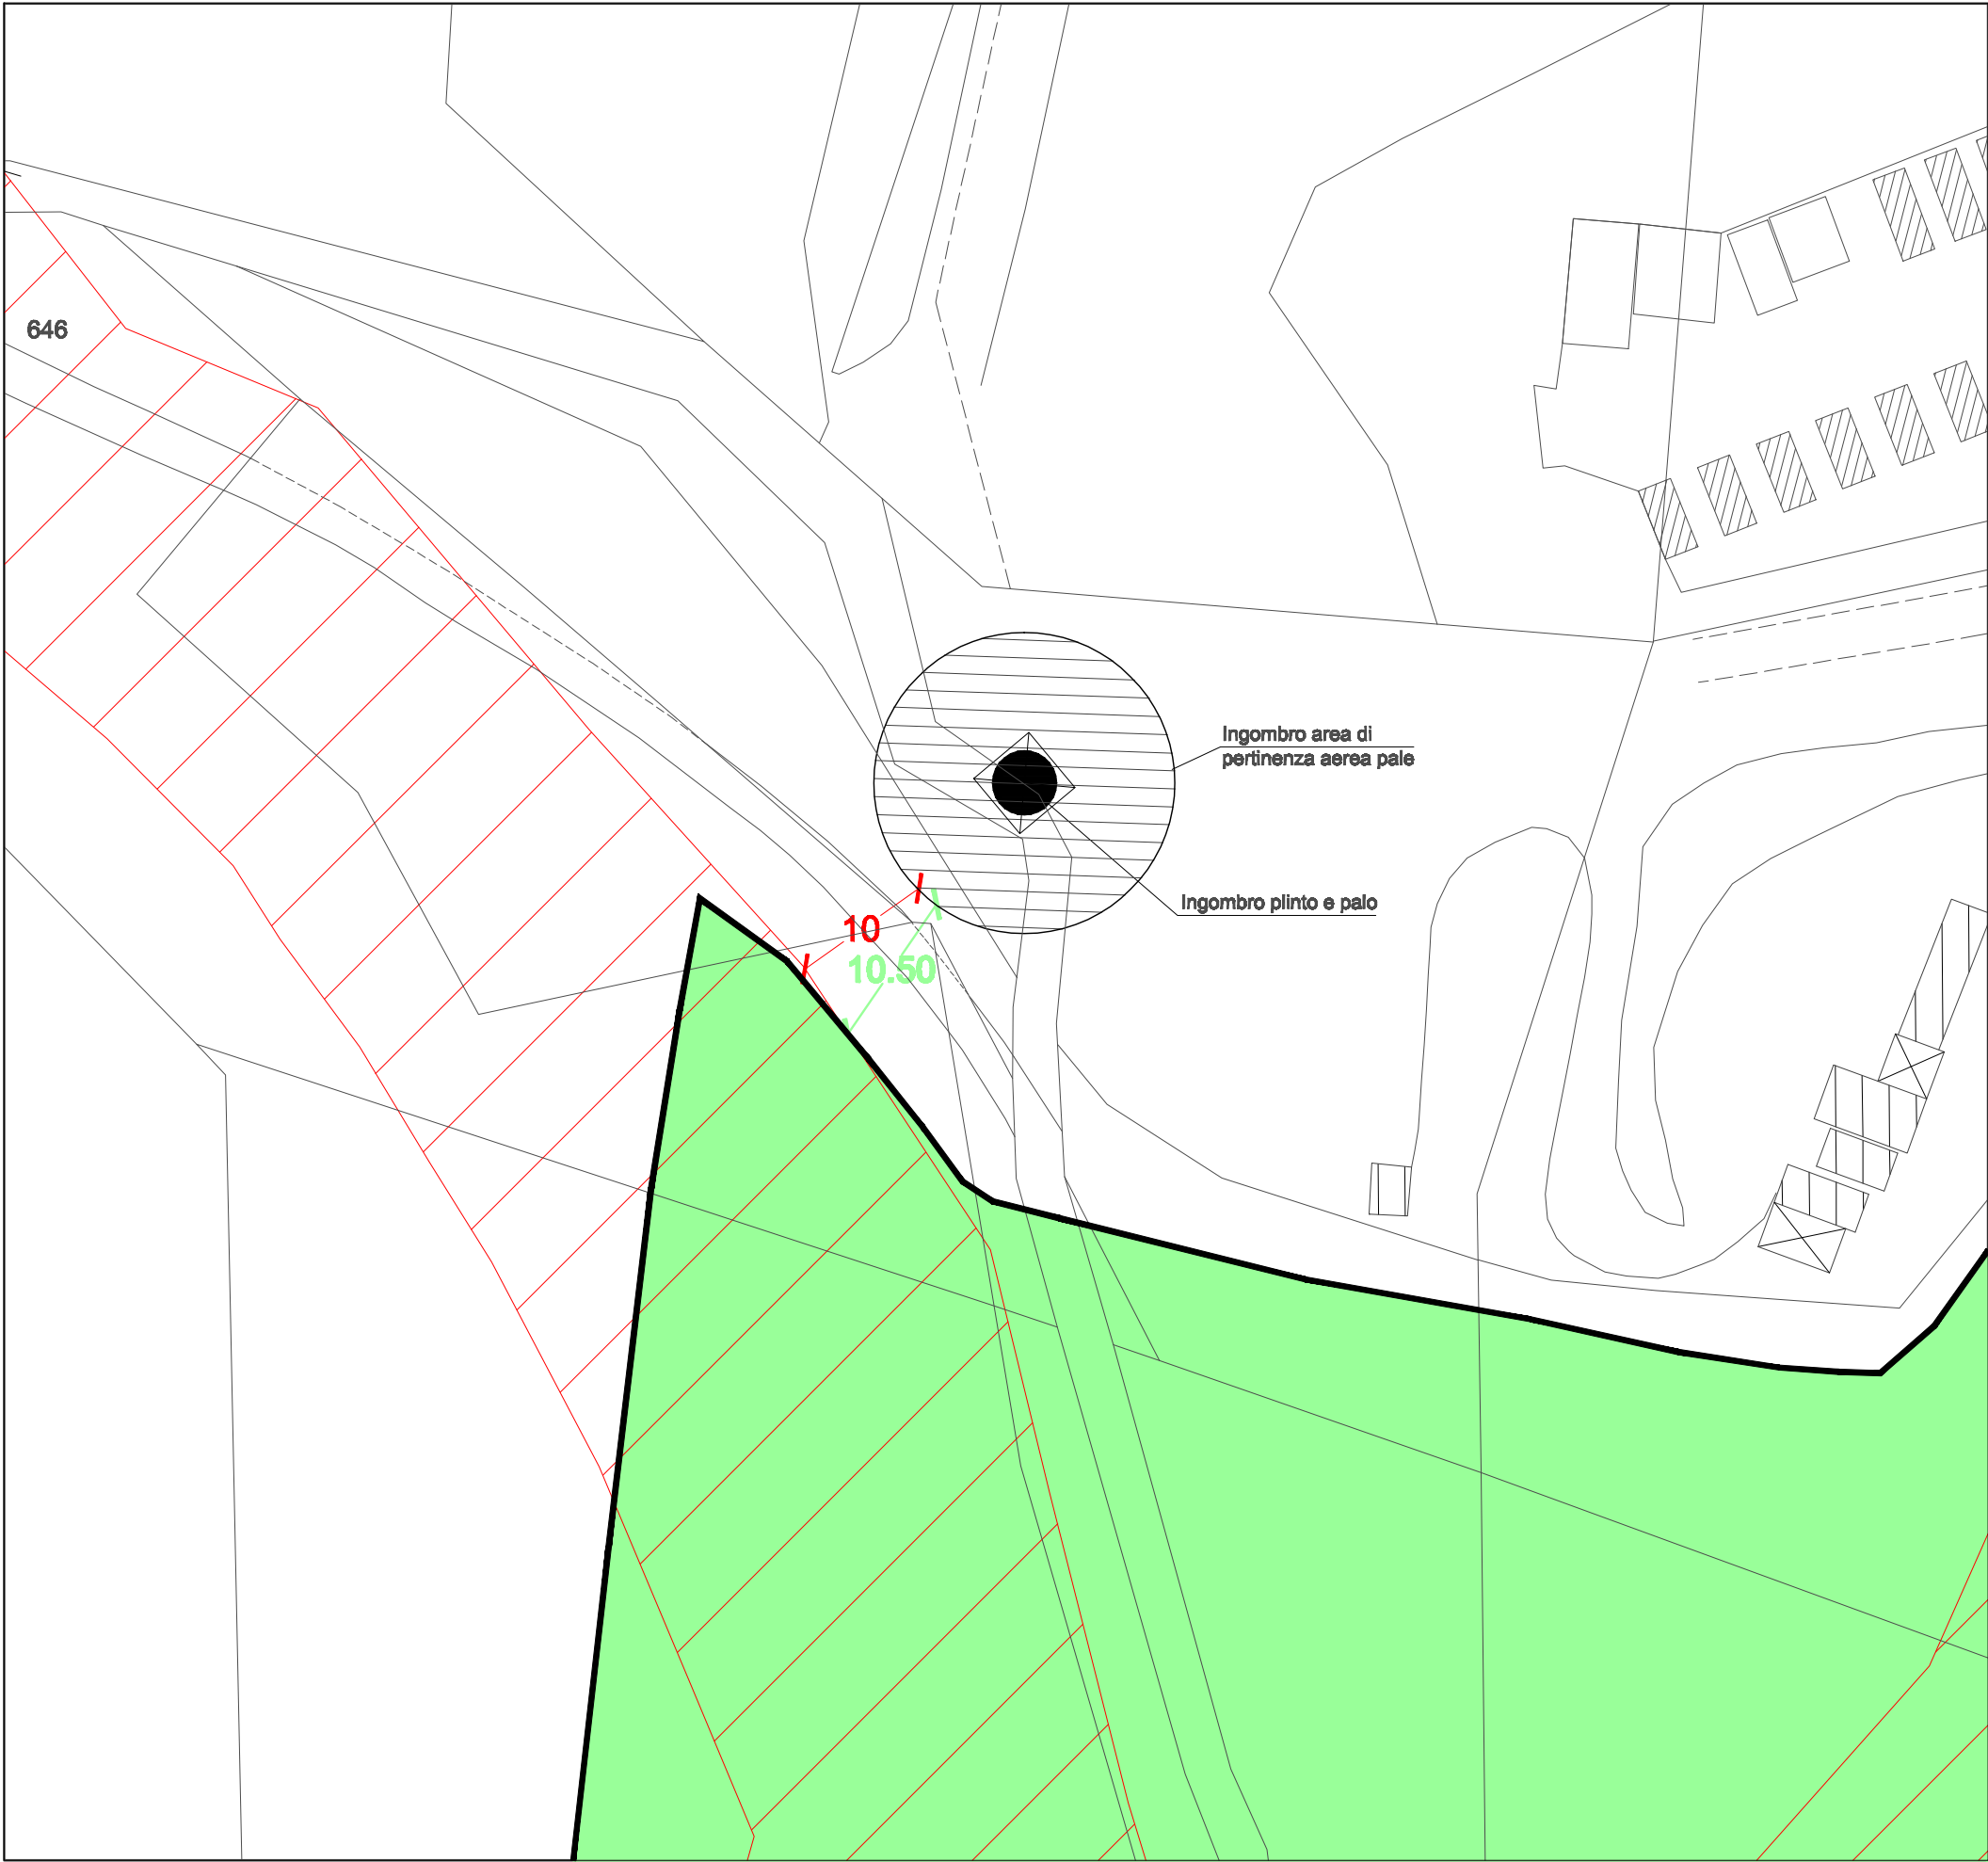 646
Ingombro area di
pertinenza aerea pale
Ingombro plinto e palo
10
10.50